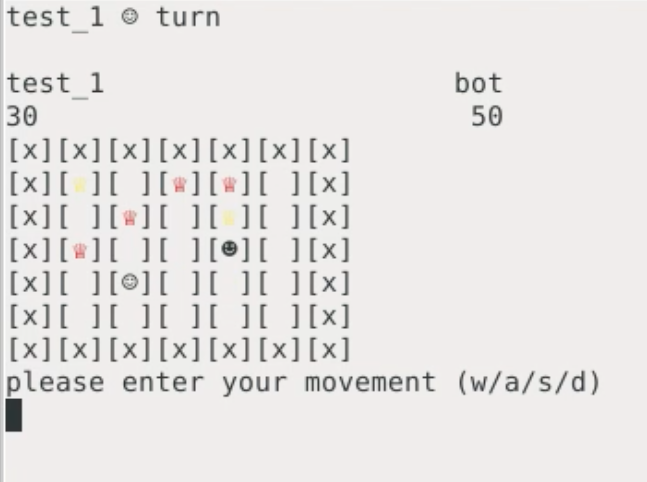 test_1 ☺ turn
test_1 bot
30 50
[x][x][x][x][x][x][x]
[x][♕][ ][♕][♕][ ][x]
[x][ ][♕][ ][♕][ ][x]
[x][♕][ ][ ][☻][ ][x]
[x][ ][☺][ ][ ][ ][x]
[x][ ][ ][ ][ ][ ][x]
[x][x][x][x][x][x][x]
please enter your movement (w/a/s/d)